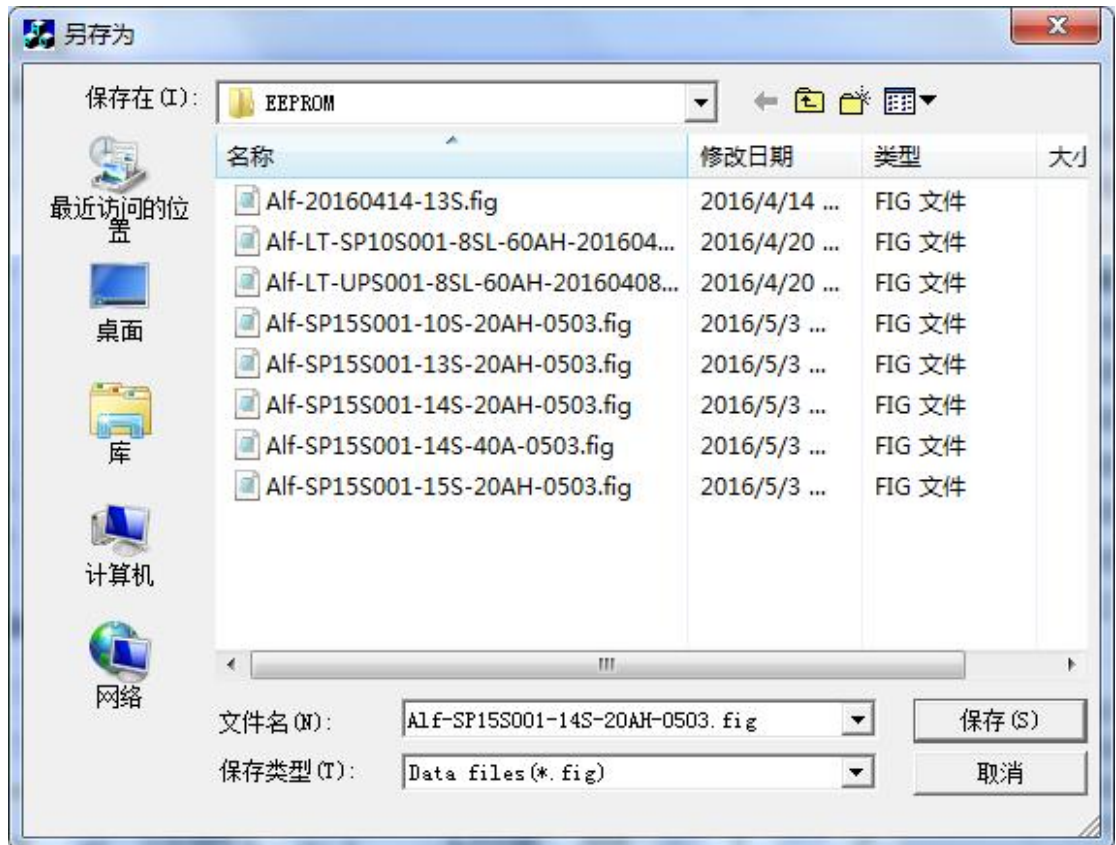 另存为
保存在(I):
EEPROM
名称 修改日期 类型 大小
Alf-20160414-13S.fig 2016/4/14 ... FIG 文件
Alf-LT-SP10S001-8SL-60AH-201604... 2016/4/20 ... FIG 文件
Alf-LT-UPS001-8SL-60AH-20160408... 2016/4/20 ... FIG 文件
Alf-SP15S001-10S-20AH-0503.fig 2016/5/3 ... FIG 文件
Alf-SP15S001-13S-20AH-0503.fig 2016/5/3 ... FIG 文件
Alf-SP15S001-14S-20AH-0503.fig 2016/5/3 ... FIG 文件
Alf-SP15S001-14S-40A-0503.fig 2016/5/3 ... FIG 文件
Alf-SP15S001-15S-20AH-0503.fig 2016/5/3 ... FIG 文件
最近访问的位
置
桌面
库
计算机
网络
文件名(N): Alf-SP15S001-14S-20AH-0503.fig 保存(S)
保存类型(T): Data files(*.fig) 取消